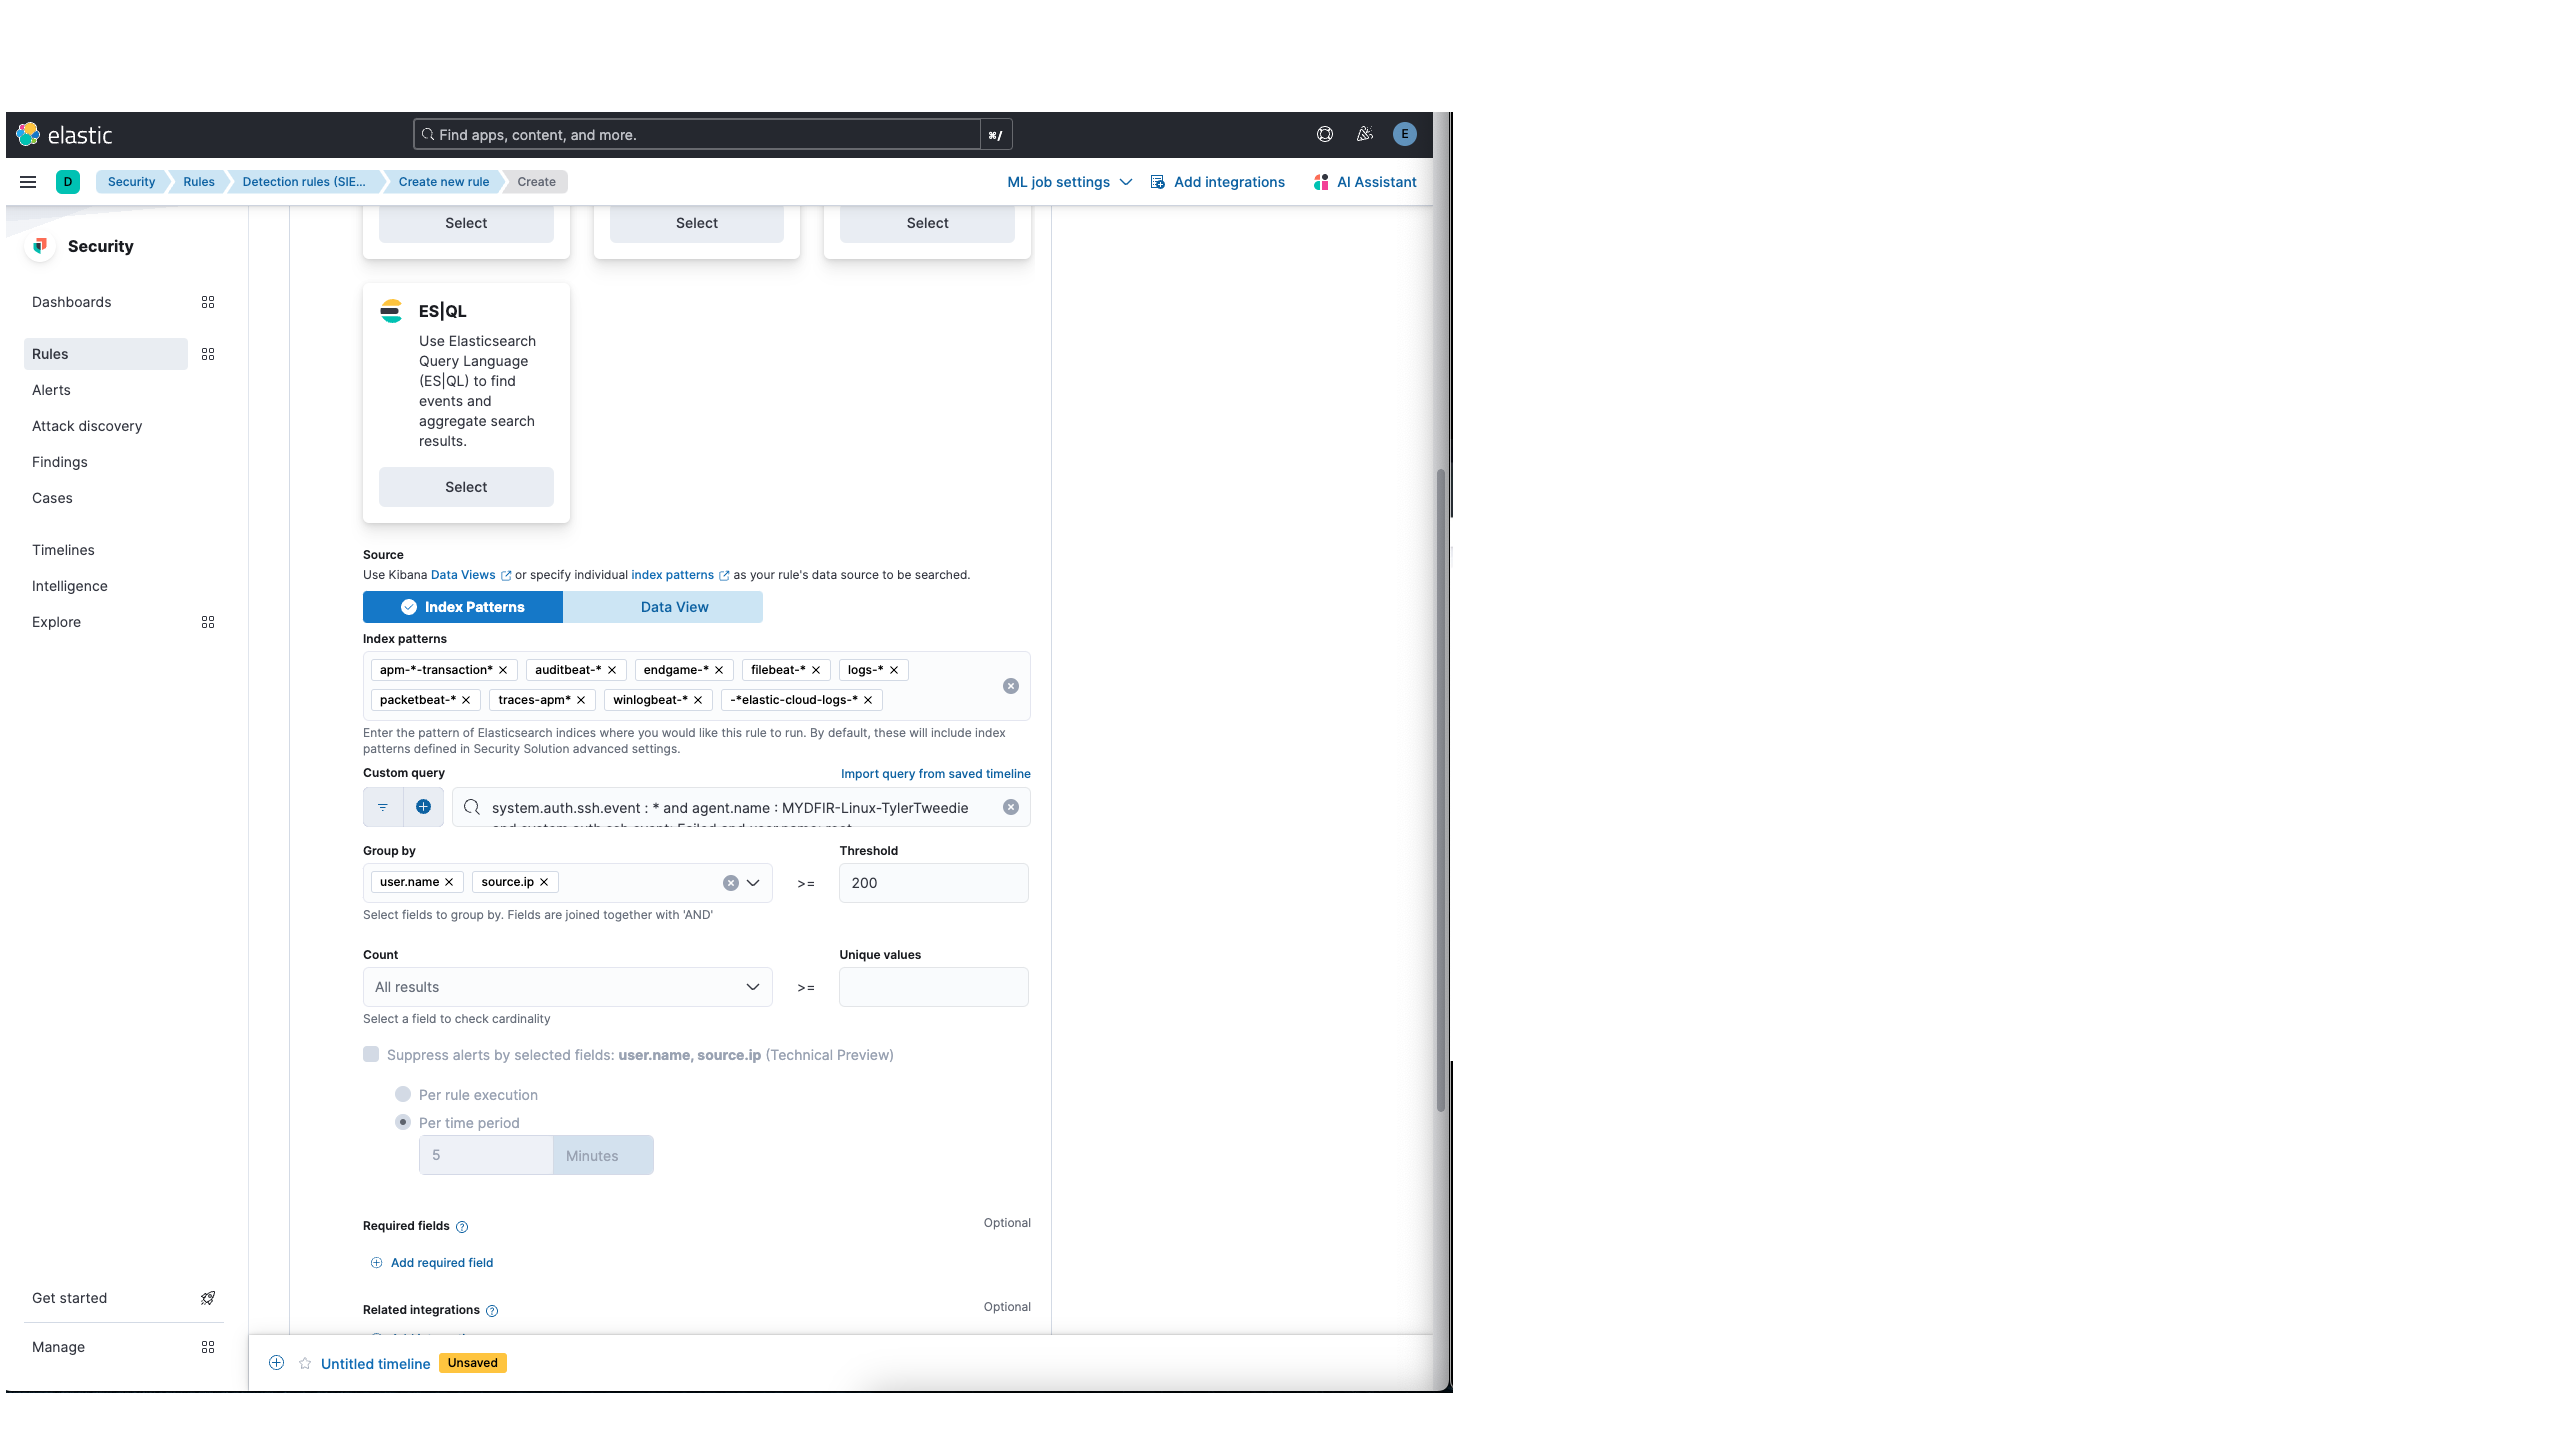 elastic
Find apps, content, and more.
⌘/
E
D
Security
Rules
Detection rules (SIE...
Create new rule
Create
ML job settings
Add integrations
AI Assistant
Security
Dashboards
Rules
Alerts
Attack discovery
Findings
Cases
Timelines
Intelligence
Explore
Get started
Manage
Select
Select
Select
ES|QL
Use Elasticsearch
Query Language
(ES|QL) to find
events and
aggregate search
results.
Select
Source
Use Kibana Data Views or specify individual index patterns as your rule's data source to be searched.
Index Patterns
Data View
Index patterns
apm-*-transaction* auditbeat-* endgame-* filebeat-* logs-*
packetbeat-* traces-apm* winlogbeat-* -*elastic-cloud-logs-*
Enter the pattern of Elasticsearch indices where you would like this rule to run. By default, these will include index
patterns defined in Security Solution advanced settings.
Custom query
Import query from saved timeline
system.auth.ssh.event : * and agent.name : MYDFIR-Linux-TylerTweedie
and system.auth.ssh.event: Failed and user.name: root
Group by
Threshold
user.name source.ip
>=
200
Select fields to group by. Fields are joined together with 'AND'
Count
Unique values
All results
>=
Select a field to check cardinality
Suppress alerts by selected fields: user.name, source.ip (Technical Preview)
Per rule execution
Per time period
5
Minutes
Required fields
Optional
Add required field
Related integrations
Optional
Untitled timeline
Unsaved